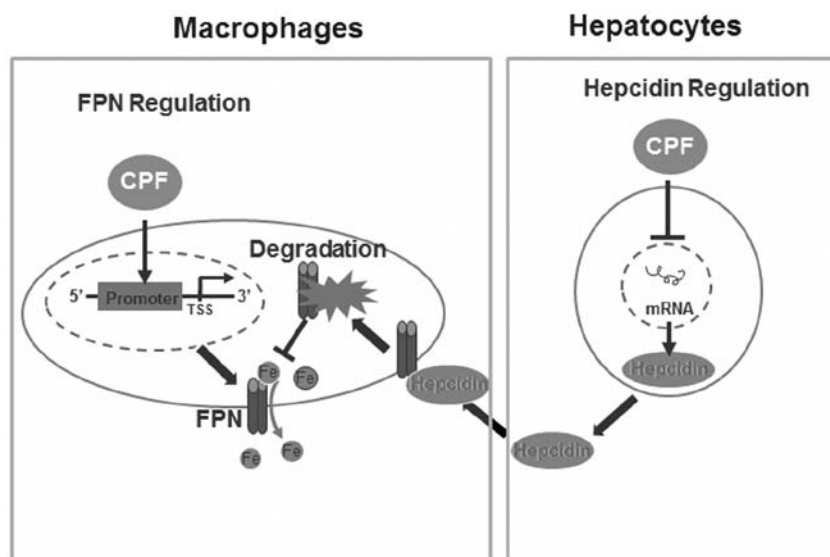 Macrophages
Hepatocytes
FPN Regulation
CPF
Degradation
5'
Promoter
TSS
3'
Fe
Fe
FPN
Fe
Fe
Hepcidin
Hepcidin Regulation
CPF
mRNA
Hepcidin
Hepcidin